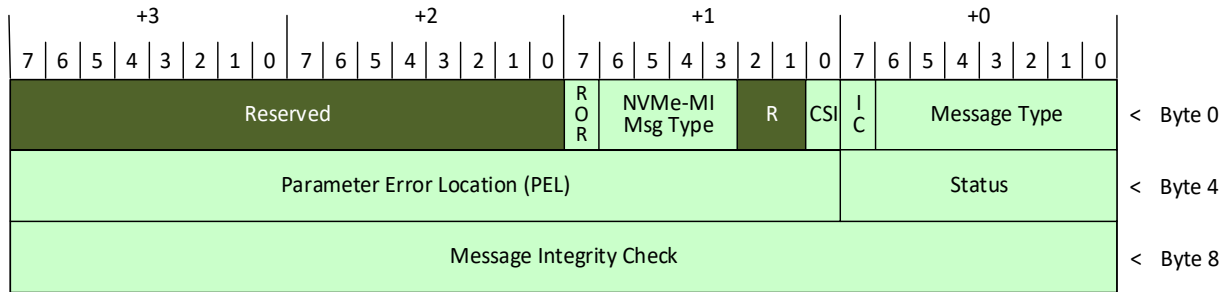 +3 +2 +1 +0
7 6 5 4 3 2 1 0 7 6 5 4 3 2 1 0 7 6 5 4 3 2 1 0 7 6 5 4 3 2 1 0
Reserved ROR NVMe-MI Msg Type R CSI IC Message Type < Byte 0
Parameter Error Location (PEL) Status < Byte 4
Message Integrity Check < Byte 8